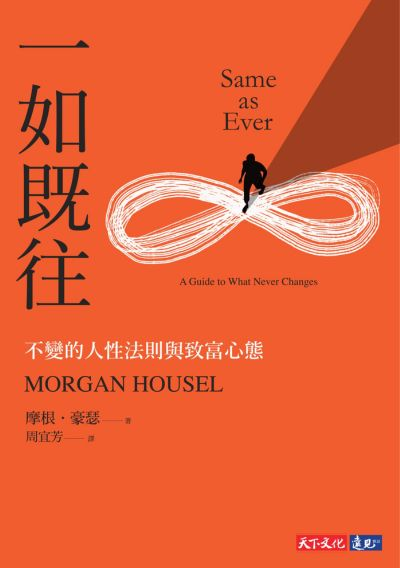 一如既往
Same
as
Ever
A Guide to What Never Changes
不變的人性法則與致富心態
MORGAN HOUSEL
摩根・豪瑟——著
周宜芳——譯
天下文化 遠見